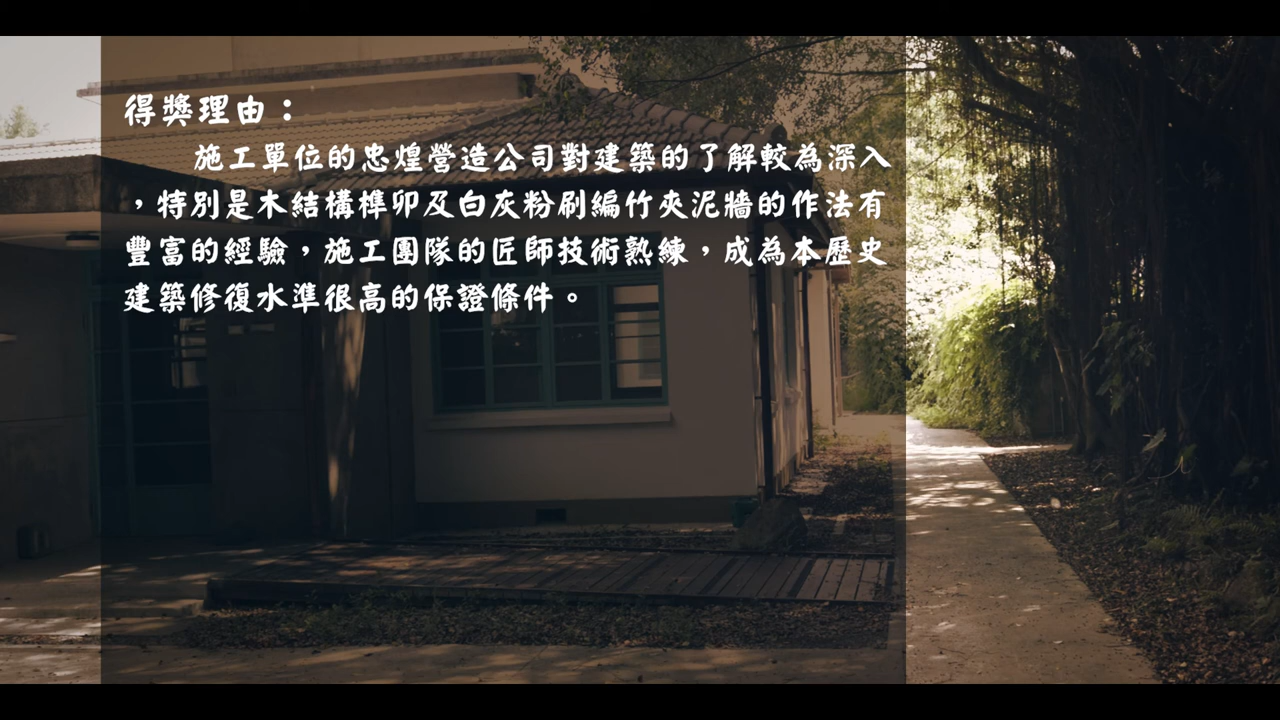 得獎理由：
施工單位的忠煌營造公司對建築的了解較為深入
，特別是木結構榫卯及白灰粉刷編竹夾泥牆的作法有
豐富的經驗，施工團隊的匠師技術熟練，成為本歷史
建築修復水準很高的保證條件。